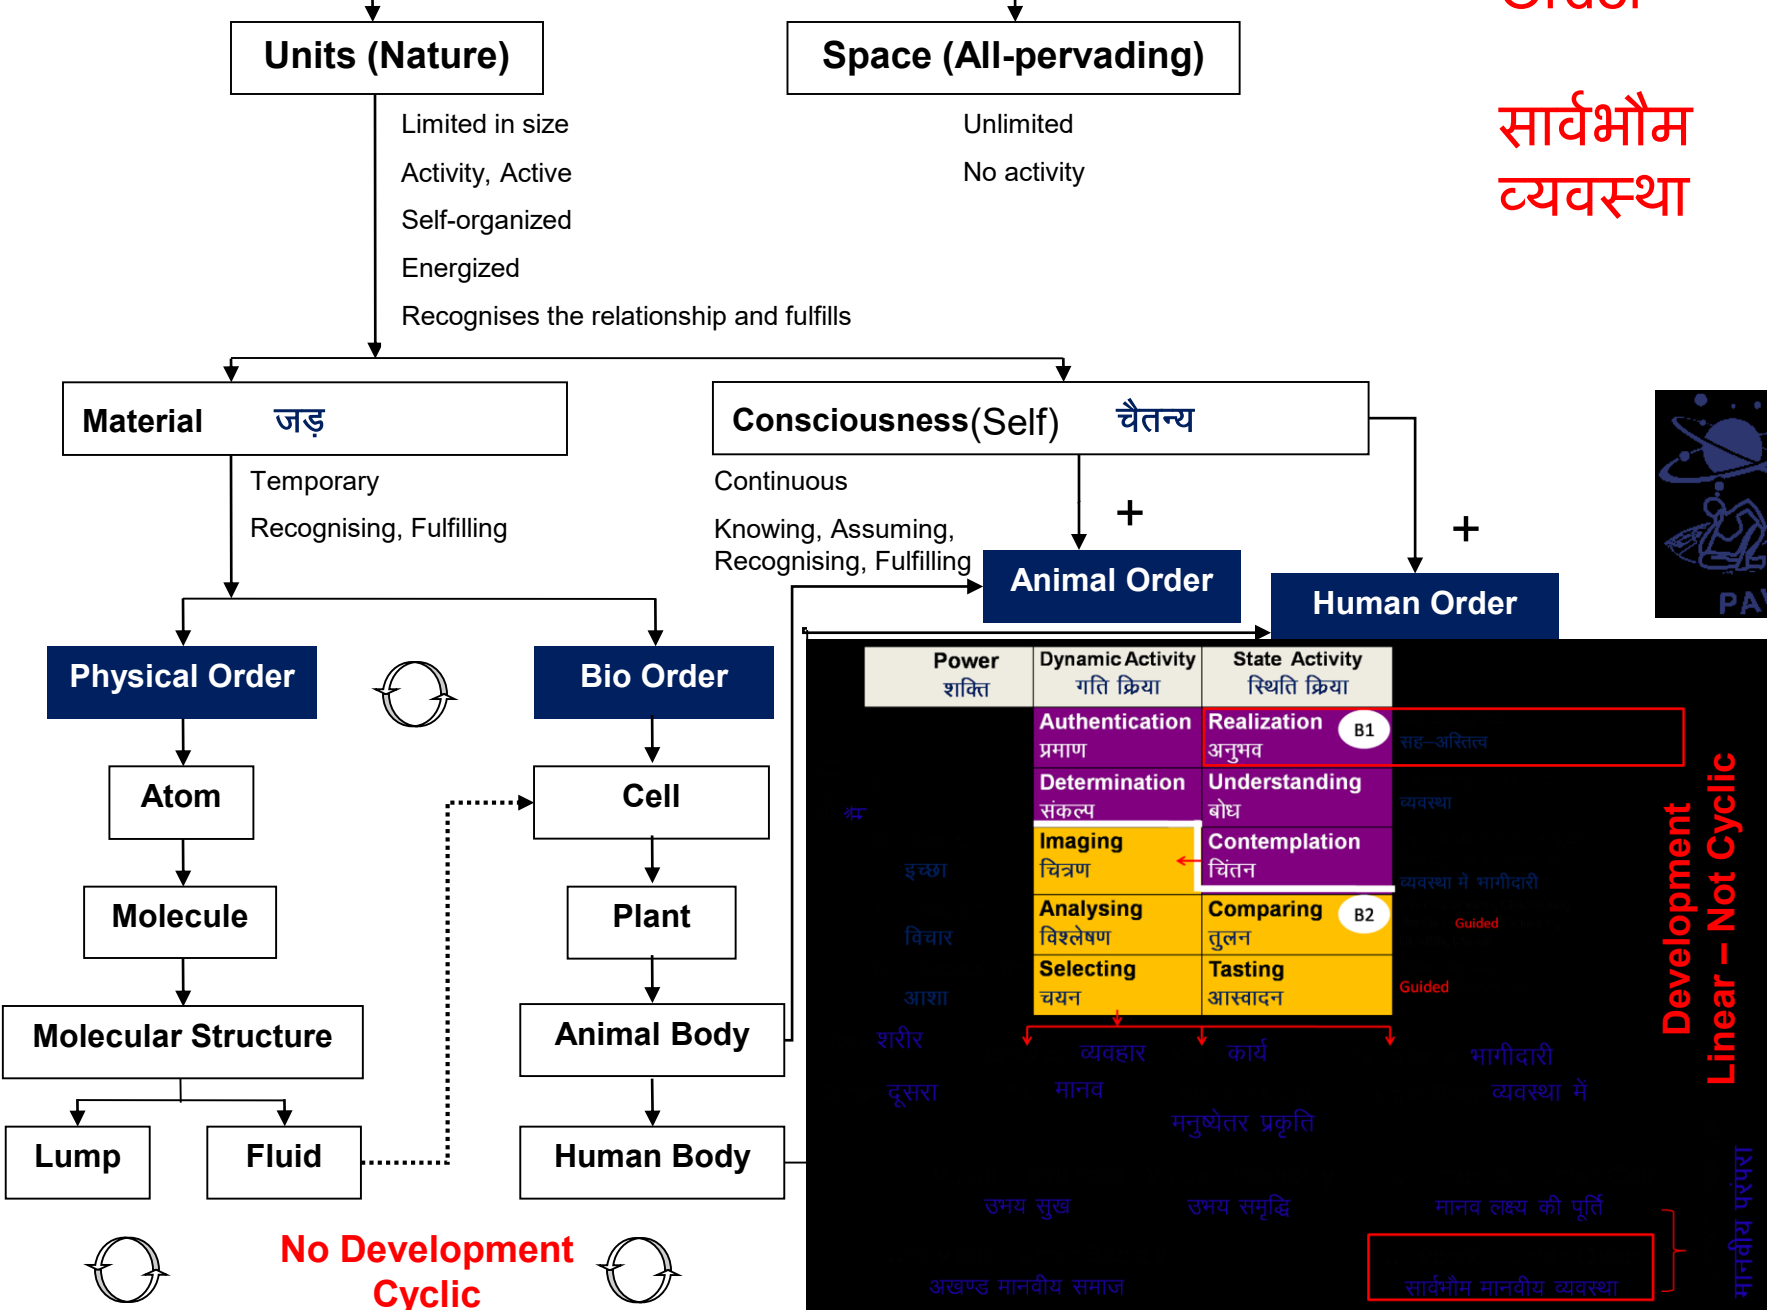 Units (Nature)
Space (All-pervading)
सार्वभौम
व्यवस्था
Limited in size
Activity, Active
Self-organized
Energized
Recognises the relationship and fulfills
Unlimited
No activity
Material जड़
Consciousness(Self) चैतन्य
Temporary
Recognising, Fulfilling
Continuous
Knowing, Assuming,
Recognising, Fulfilling
+
+
Animal Order
Human Order
Physical Order
Bio Order
Atom
Molecule
Molecular Structure
Lump
Fluid
Cell
Plant
Animal Body
Human Body
No Development
Cyclic
Power
शक्ति
Dynamic Activity
गति क्रिया
State Activity
स्थिति क्रिया
Authentication
प्रमाण
Realization
अनुभव
B1
सह–अस्तित्व
Determination
संकल्प
Understanding
बोध
व्यवस्था
इच्छा
Imaging
चित्रण
Contemplation
चिंतन
व्यवस्था में भागीदारी
विचार
Analysing
विश्लेषण
Comparing
तुलन
B2
Guided
आशा
Selecting
चयन
Tasting
आस्वादन
Guided
शरीर
व्यवहार
कार्य
भागीदारी
दूसरा
मानव
व्यवस्था में
मनुष्येतर प्रकृति
उभय सुख
उभय समृद्धि
मानव लक्ष्य की पूर्ति
अखण्ड मानवीय समाज
सार्वभौम मानवीय व्यवस्था
Development
Linear – Not Cyclic
मानवीय परंपरा